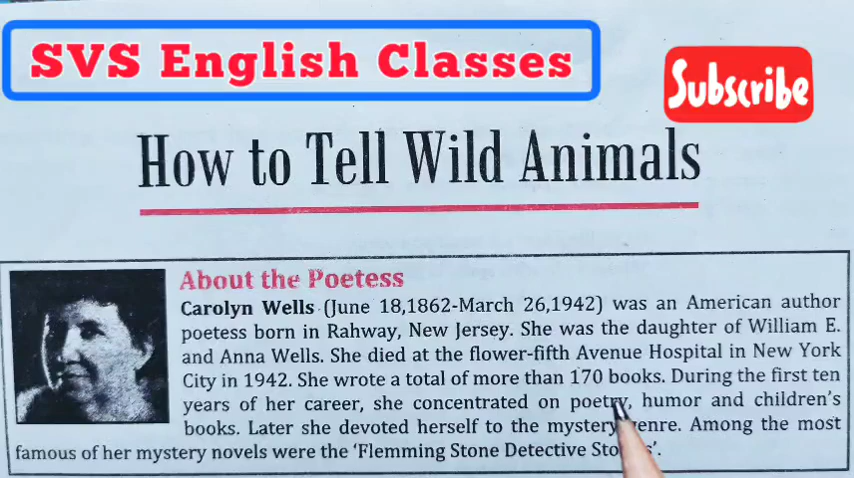 SVS English Classes
Subscribe
How to Tell Wild Animals
About the Poetess
Carolyn Wells (June 18,1862-March 26,1942) was an American author
poetess born in Rahway, New Jersey. She was the daughter of William E.
and Anna Wells. She died at the flower-fifth Avenue Hospital in New York
City in 1942. She wrote a total of more than 170 books. During the first ten
years of her career, she concentrated on poetry, humor and children's
books. Later she devoted herself to the mystery genre. Among the most
famous of her mystery novels were the 'Flemming Stone Detective